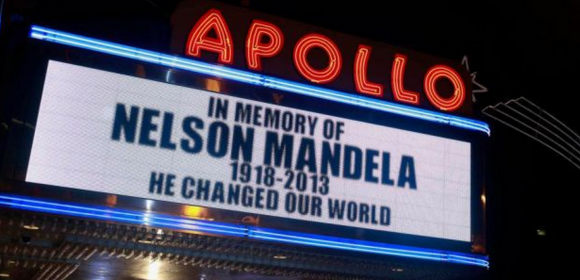 APOLLO
IN MEMORY OF
NELSON MANDELA
1918-2013
HE CHANGED OUR WORLD